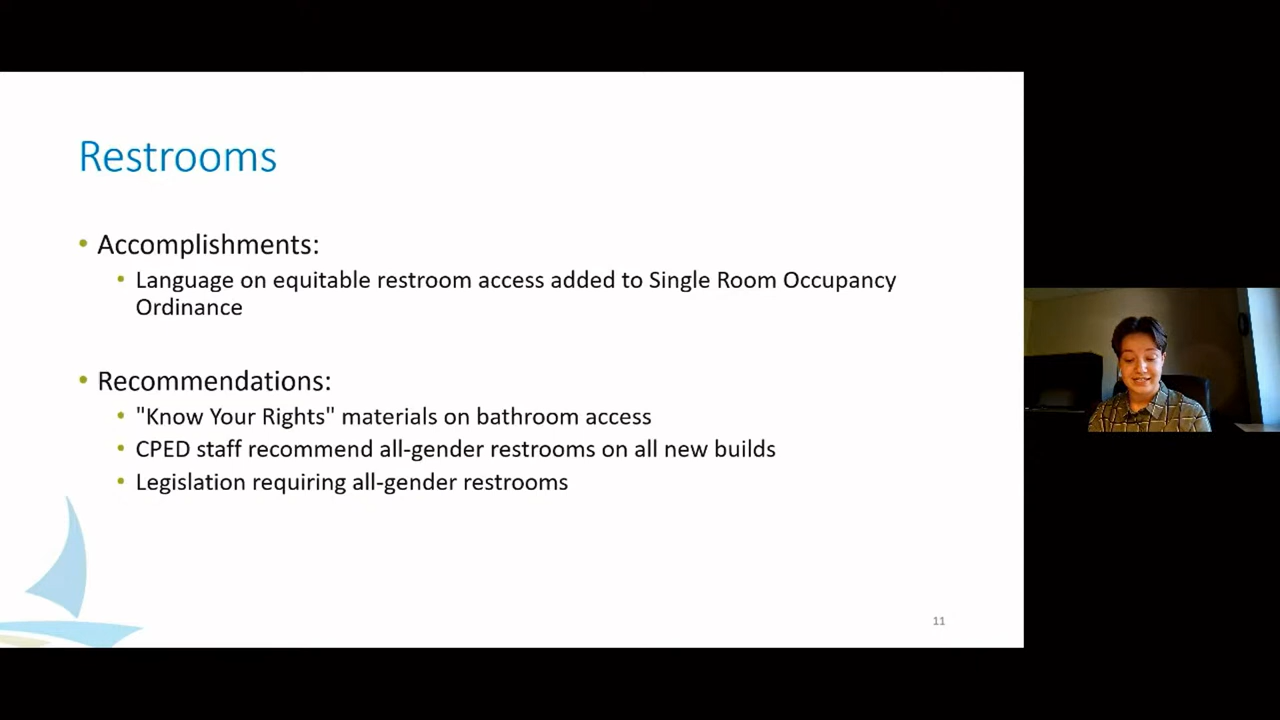 Restrooms
• Accomplishments:
• Language on equitable restroom access added to Single Room Occupancy
Ordinance
• Recommendations:
• "Know Your Rights" materials on bathroom access
• CPED staff recommend all-gender restrooms on all new builds
• Legislation requiring all-gender restrooms
11